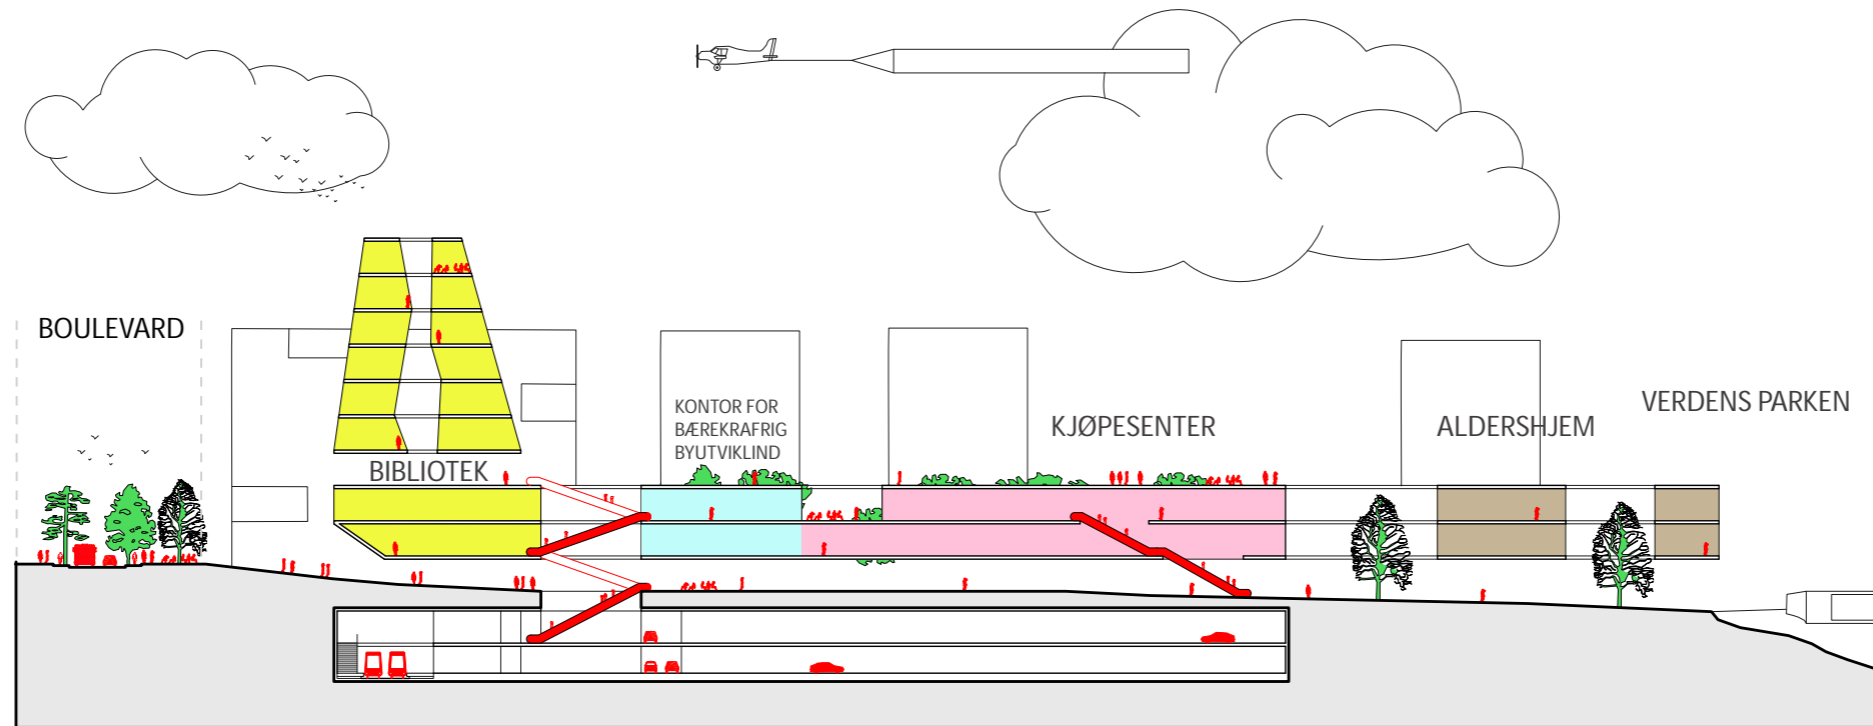 BOULEVARD
BIBLIOTEK
KONTOR FOR
BÆREKRAFRIG
BYUTVIKLIND
KJØPESENTER
ALDERSHJEM
VERDENS PARKEN